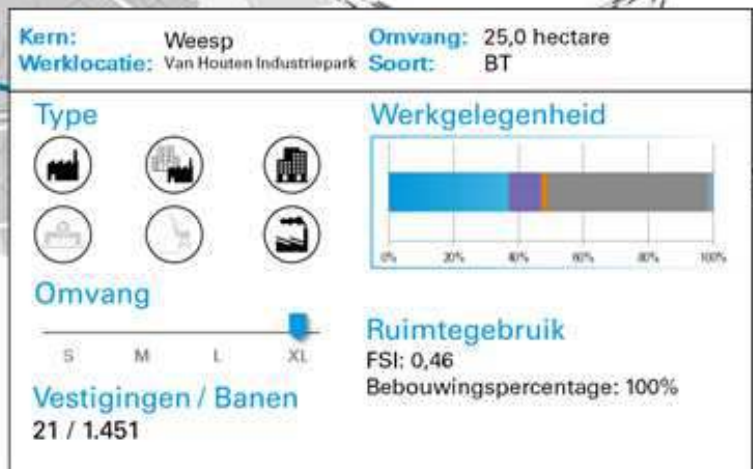 Kern: Weesp
Omvang: 25,0 hectare
Werklocatie: Van Houten Industriepark
Soort: BT
Type
Werkgelegenheid
0% 20% 40% 60% 80% 100%
Omvang
S M L XL
Ruimtegebruik
FSI: 0,46
Bebouwingspercentage: 100%
Vestigingen / Banen
21 / 1.451